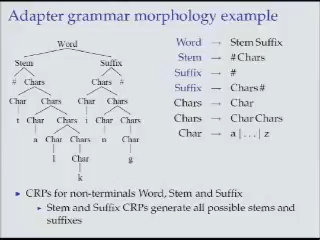 Adapter grammar morphology example
Word
Stem Suffix
# Chars Chars #
Char Chars Char Chars
t Char Chars i Char Chars
a Char Chars n Char
l Char g
k
Word → Stem Suffix
Stem → # Chars
Suffix → #
Suffix → Chars #
Chars → Char
Chars → Char Chars
Char → a | ... | z
CRPs for non-terminals Word, Stem and Suffix
Stem and Suffix CRPs generate all possible stems and
suffixes